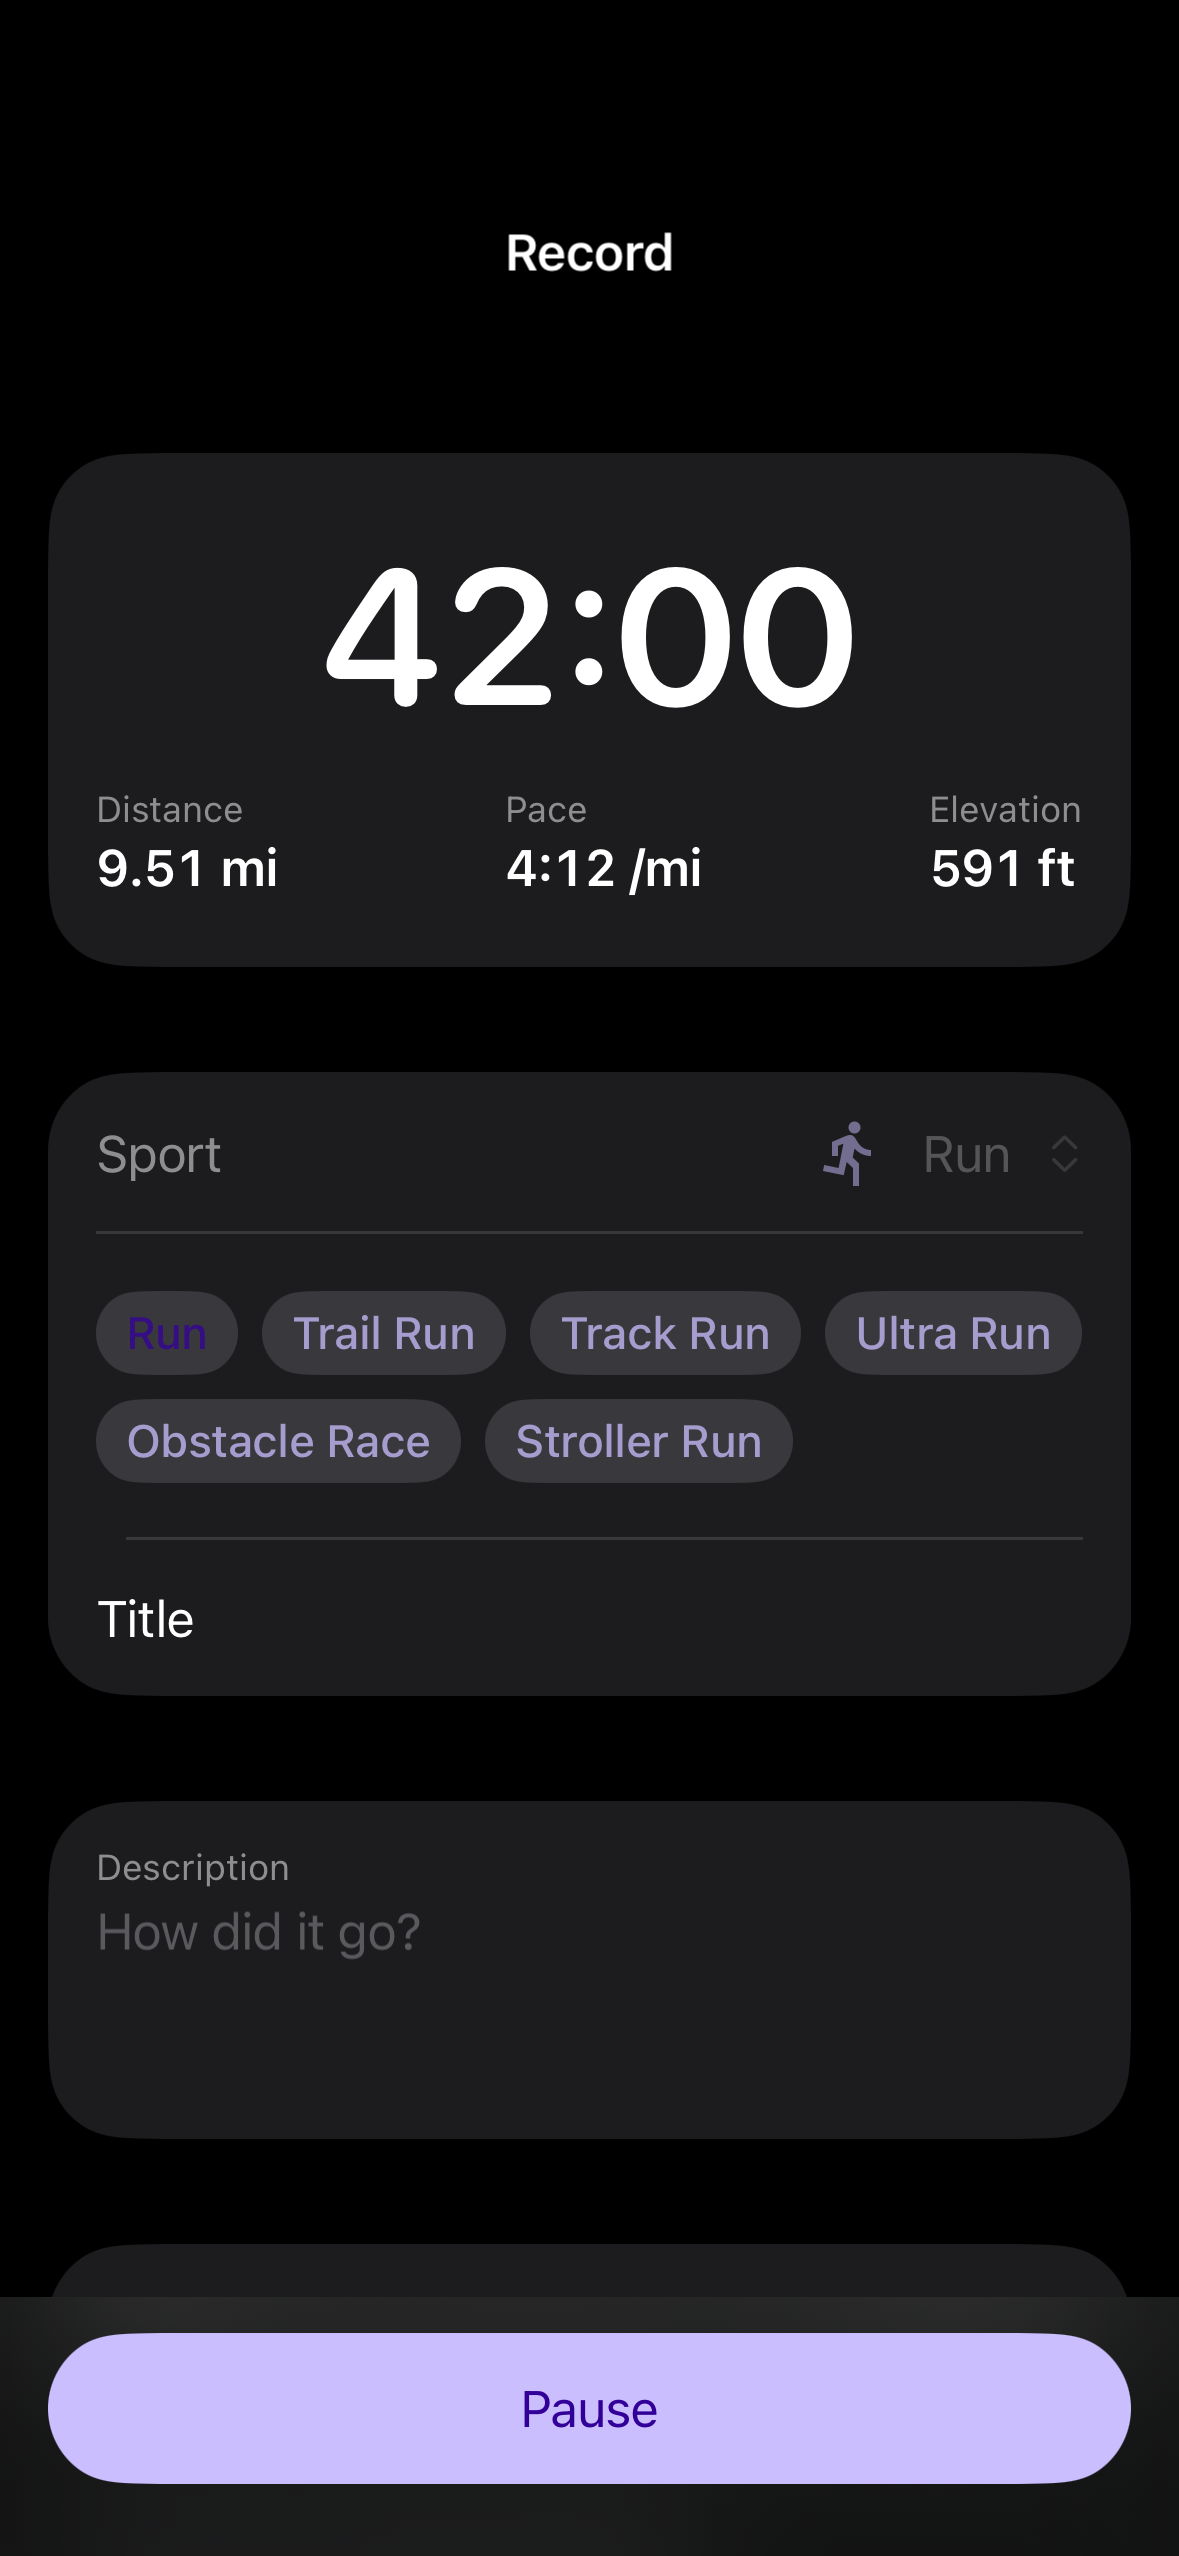 Record
42:00
Distance Pace Elevation
9.51 mi 4:12 /mi 591 ft
Sport Run
Run Trail Run Track Run Ultra Run
Obstacle Race Stroller Run
Title
Description
How did it go?
Pause